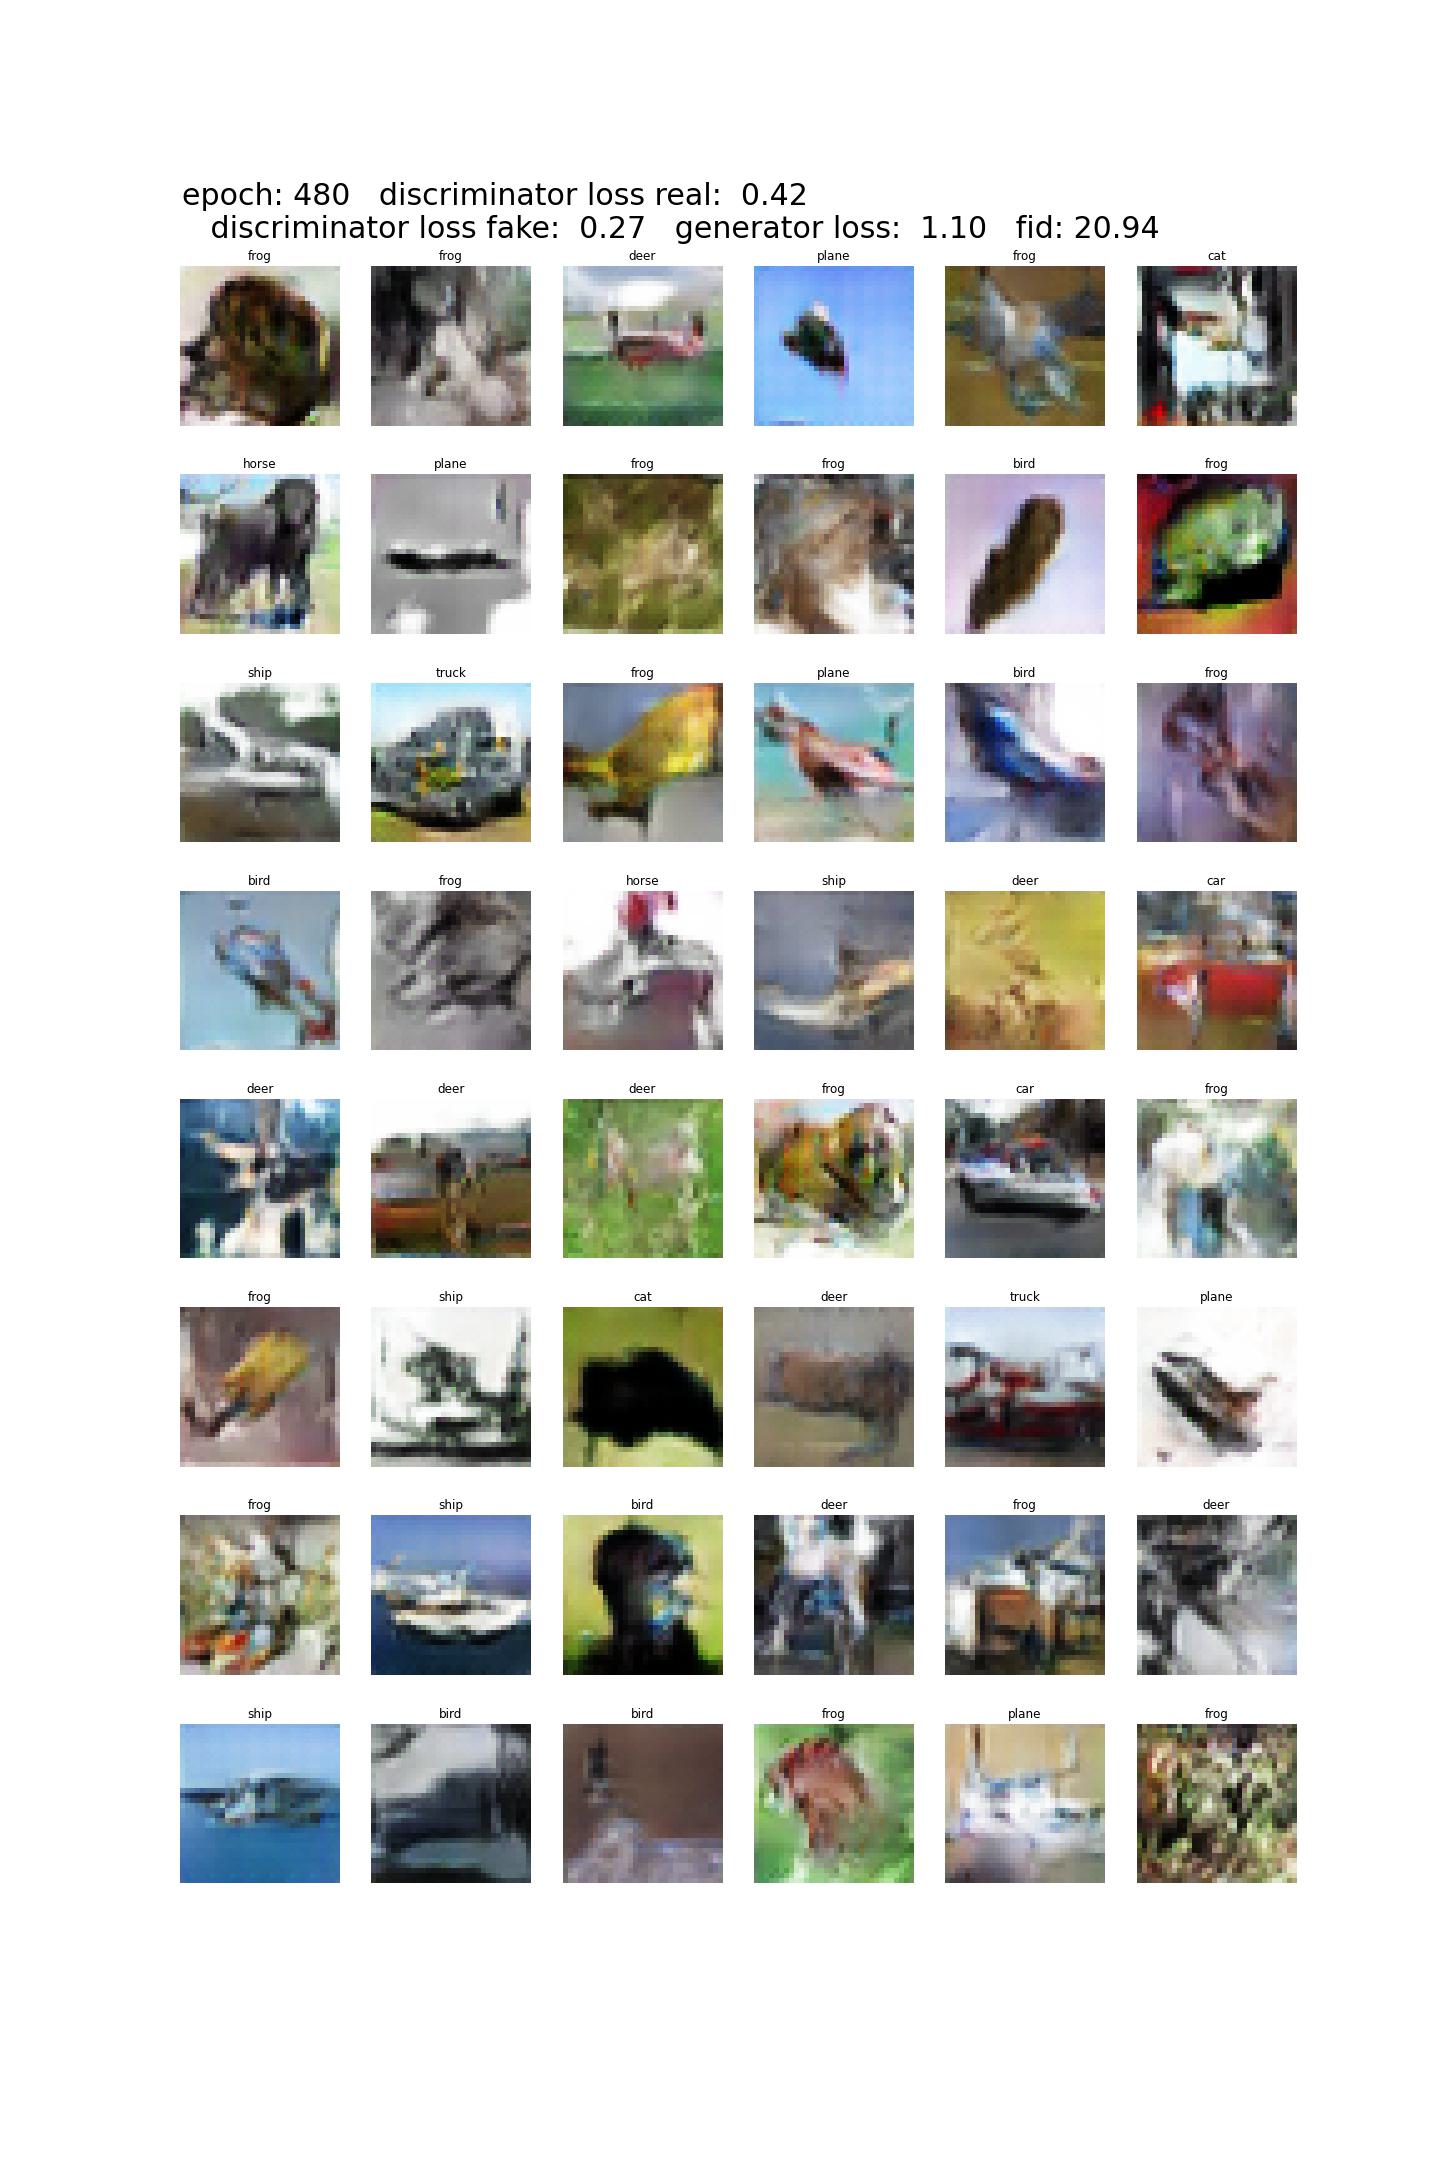 epoch: 480   discriminator loss real:  0.42
discriminator loss fake:  0.27   generator loss:  1.10   fid: 20.94
frog frog deer plane frog cat
horse plane frog frog bird frog
ship truck frog plane bird frog
bird frog horse ship deer car
deer deer deer frog car frog
frog ship cat deer truck plane
frog ship bird deer frog deer
ship bird bird frog plane frog